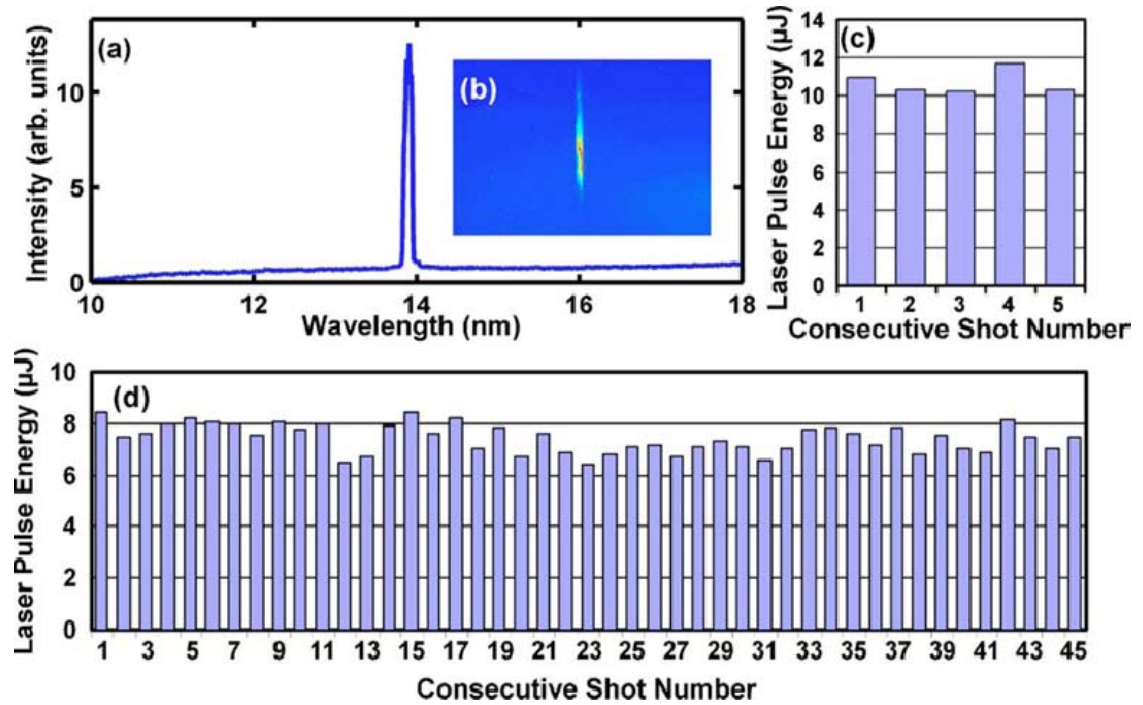 (a)
Intensity (arb. units)
10
5
0
10 12 14 16 18
Wavelength (nm)
(b)
(c)
Laser Pulse Energy (µJ)
14
12
10
8
6
4
2
0
1 2 3 4 5
Consecutive Shot Number
(d)
Laser Pulse Energy (µJ)
10
8
6
4
2
0
1 3 5 7 9 11 13 15 17 19 21 23 25 27 29 31 33 35 37 39 41 43 45
Consecutive Shot Number